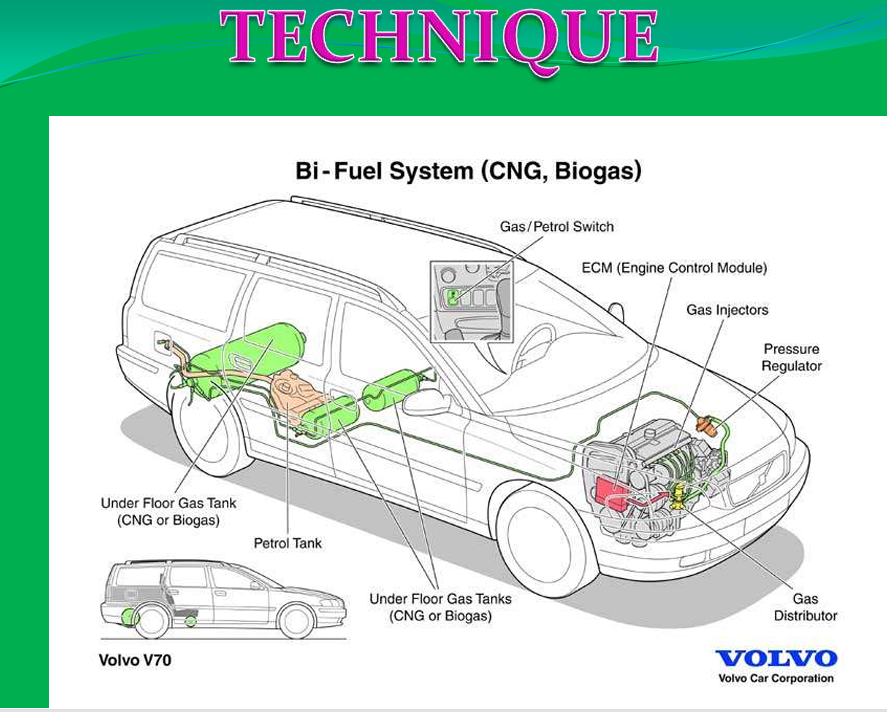 TECHNIQUE
Bi-Fuel System (CNG, Biogas)
Gas/Petrol Switch
ECM (Engine Control Module)
Gas Injectors
Pressure
Regulator
Under Floor Gas Tank
(CNG or Biogas)
Petrol Tank
Under Floor Gas Tanks
(CNG or Biogas)
Gas
Distributor
Volvo V70
VOLVO
Volvo Car Corporation